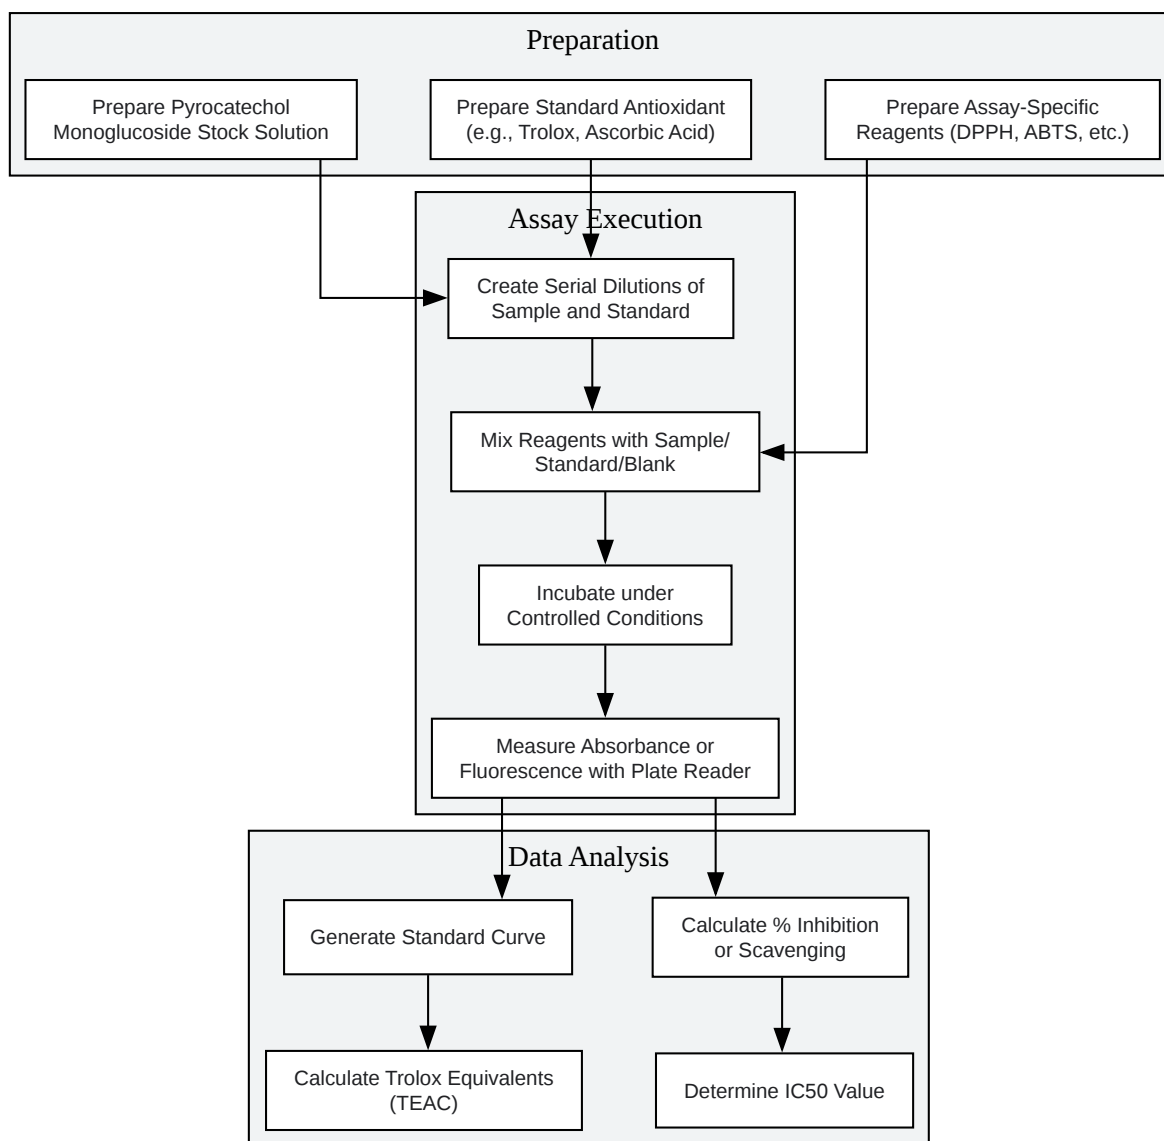 Preparation
Prepare Pyrocatechol
Monoglucoside Stock Solution
Prepare Standard Antioxidant
(e.g., Trolox, Ascorbic Acid)
Prepare Assay-Specific
Reagents (DPPH, ABTS, etc.)
Assay Execution
Create Serial Dilutions of
Sample and Standard
Mix Reagents with Sample/
Standard/Blank
Incubate under
Controlled Conditions
Measure Absorbance or
Fluorescence with Plate Reader
Data Analysis
Generate Standard Curve
Calculate % Inhibition
or Scavenging
Calculate Trolox Equivalents
(TEAC)
Determine IC50 Value